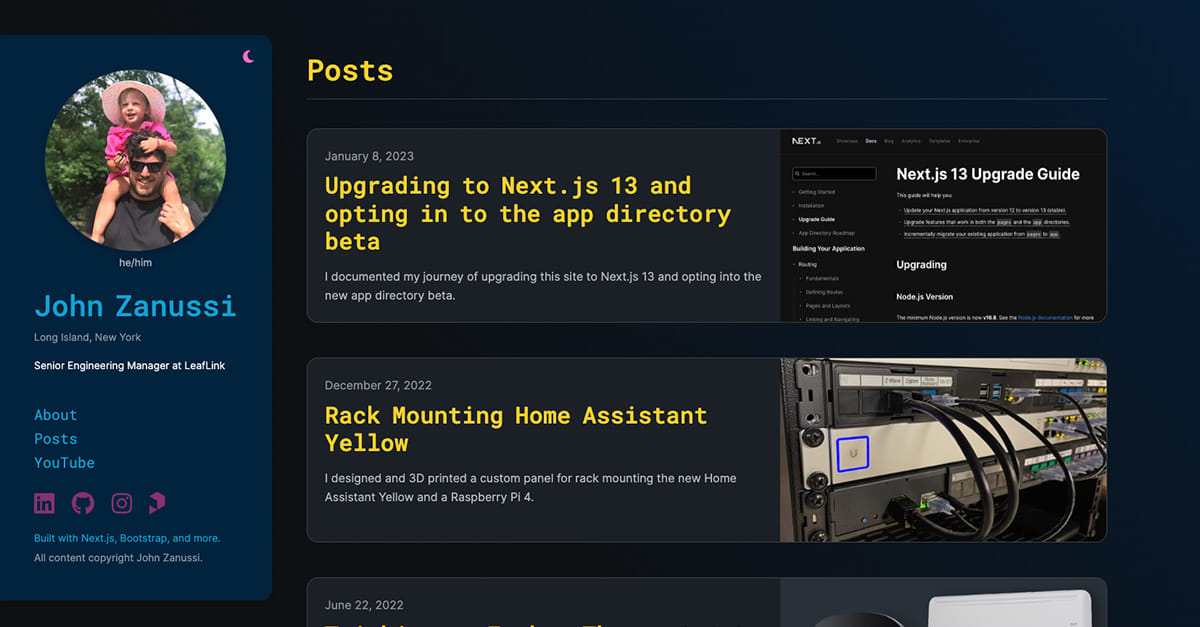 he/him
John Zanussi
Long Island, New York
Senior Engineering Manager at LeafLink
About
Posts
YouTube
Built with Next.js, Bootstrap, and more.
All content copyright John Zanussi.
Posts
January 8, 2023
Upgrading to Next.js 13 and
opting in to the app directory
beta
I documented my journey of upgrading this site to Next.js 13 and opting into the
new app directory beta.
NEXT.js Showcase Docs Blog Analytics Templates Enterprise
Search...
Getting Started
Installation
Upgrade Guide
App Directory Roadmap
Building Your Application
Routing
Fundamentals
Defining Routes
Pages and Layouts
Linking and Navigating
Next.js 13 Upgrade Guide
This guide will help you:
Update your Next.js application from version 12 to version 13 (stable).
Upgrade features that work in both the pages and the app directories.
Incrementally migrate your existing application from pages to app.
Upgrading
Node.js Version
The minimum Node.js version is now v16.8. See the Node.js documentation for more
December 27, 2022
Rack Mounting Home Assistant
Yellow
I designed and 3D printed a custom panel for rack mounting the new Home
Assistant Yellow and a Raspberry Pi 4.
Z-Wave Zigbee Home Assistant
June 22, 2022